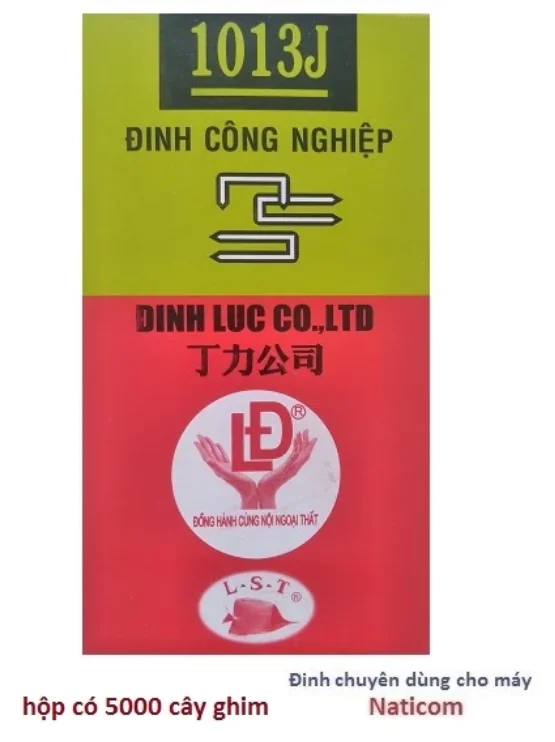 1013J
ĐINH CÔNG NGHIỆP
DINH LUC CO.,LTD
丁力公司
LĐ®
ĐỒNG HÀNH CÙNG NỘI NGOẠI THẤT
L-S-T®
Đinh chuyên dùng cho máy
hộp có 5000 cây ghim
Naticom